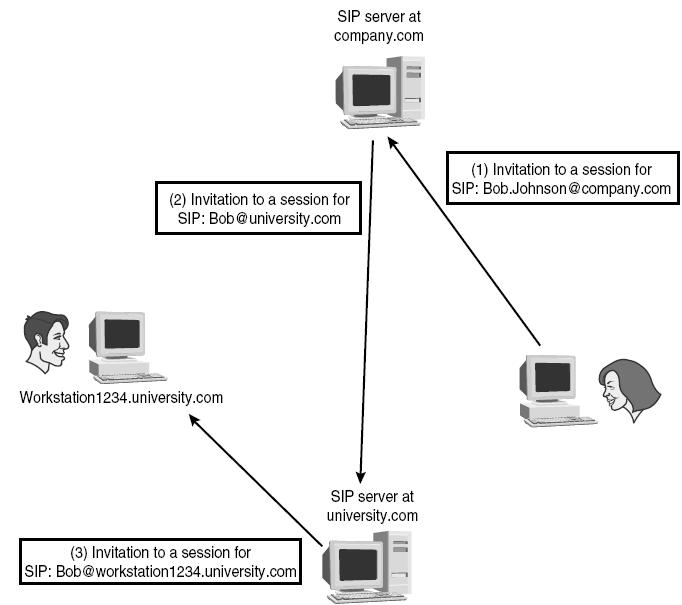 SIP server at
company.com
(1) Invitation to a session for
SIP: Bob.Johnson@company.com
(2) Invitation to a session for
SIP: Bob@university.com
Workstation1234.university.com
SIP server at
university.com
(3) Invitation to a session for
SIP: Bob@workstation1234.university.com